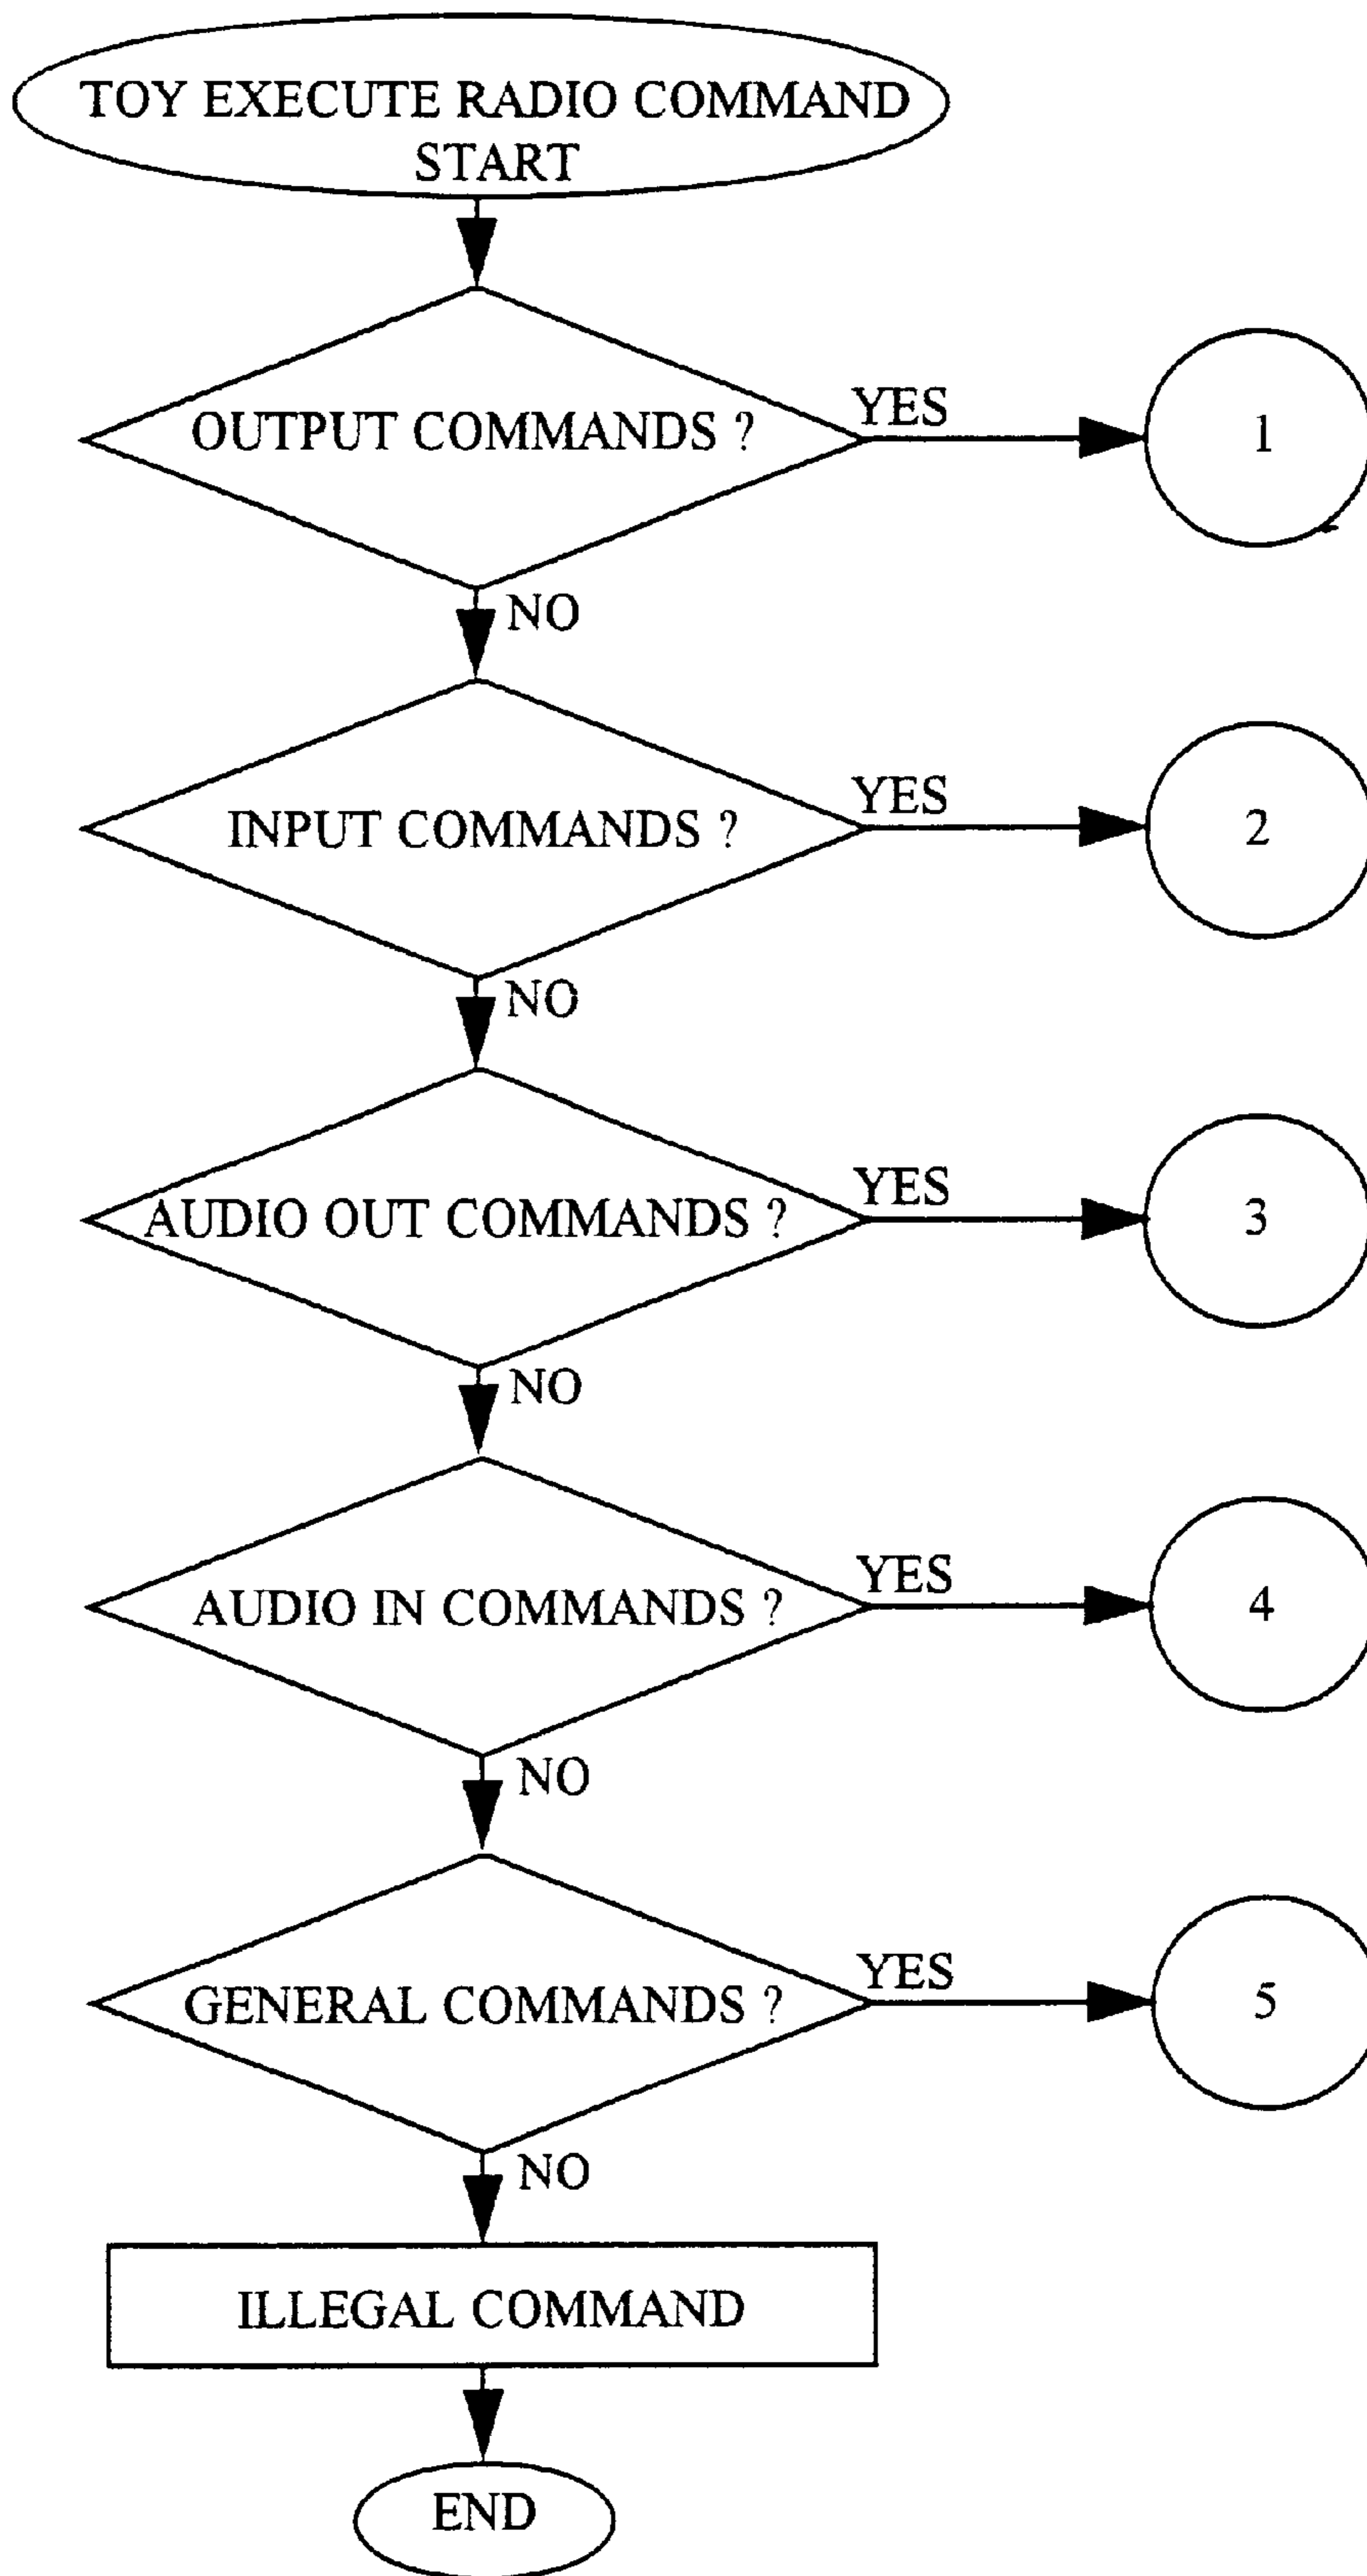 TOY EXECUTE RADIO COMMAND
START
OUTPUT COMMANDS ?
YES
1
NO
INPUT COMMANDS ?
YES
2
NO
AUDIO OUT COMMANDS ?
YES
3
NO
AUDIO IN COMMANDS ?
YES
4
NO
GENERAL COMMANDS ?
YES
5
NO
ILLEGAL COMMAND
END